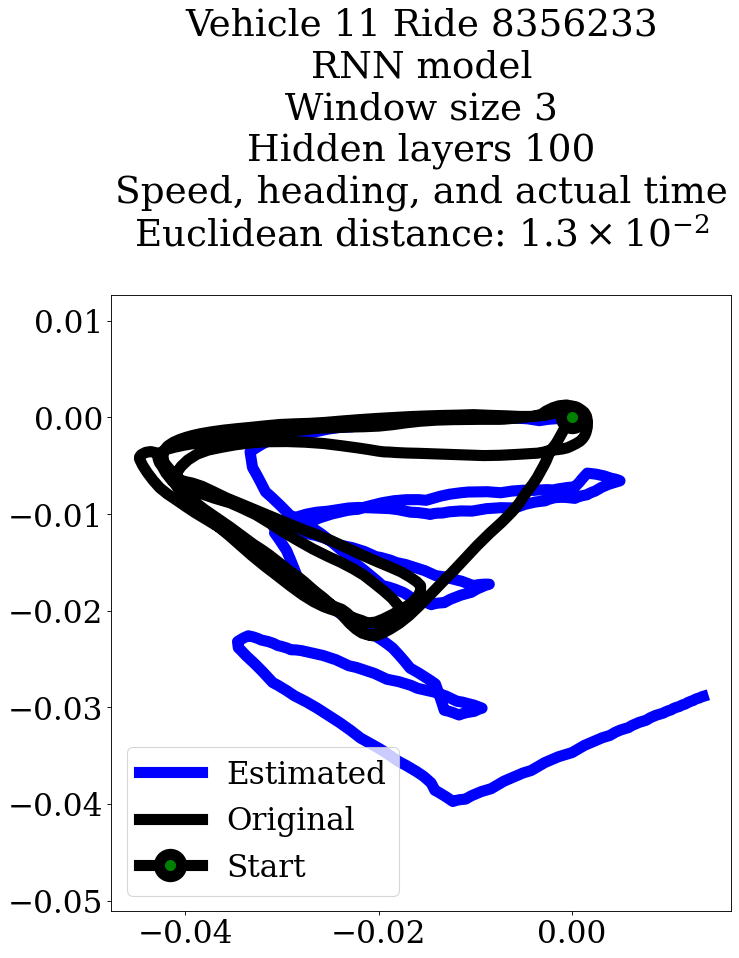 Vehicle 11 Ride 8356233
RNN model
Window size 3
Hidden layers 100
Speed, heading, and actual time
Euclidean distance: 1.3 × 10⁻²
0.01
0.00
−0.01
−0.02
−0.03
−0.04
−0.05
Estimated
Original
Start
−0.04
−0.02
0.00